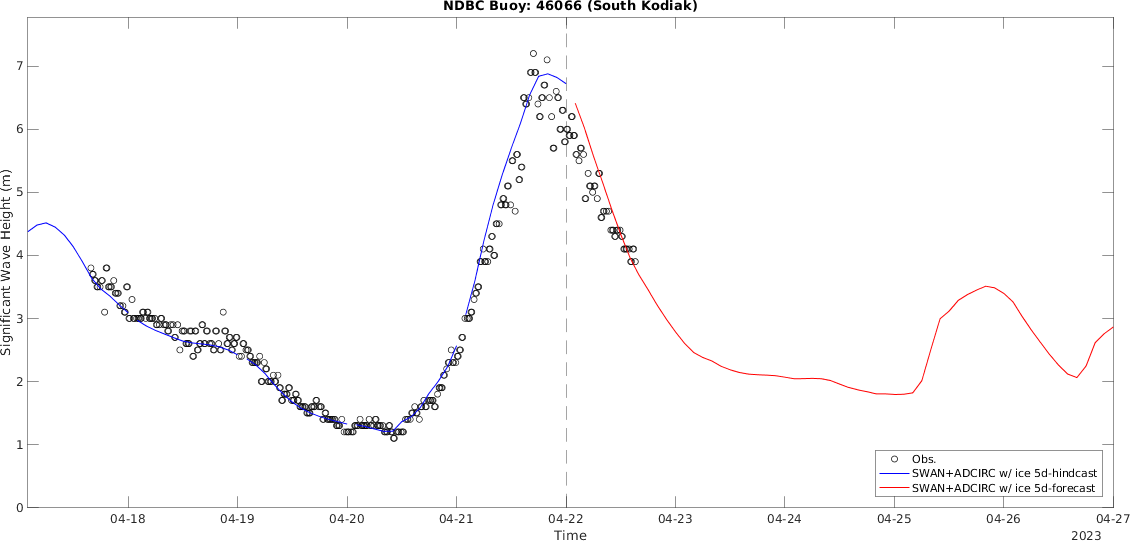 NDBC Buoy: 46066 (South Kodiak)
Significant Wave Height (m)
7
6
5
4
3
2
1
0
Obs.
SWAN+ADCIRC w/ ice 5d-hindcast
SWAN+ADCIRC w/ ice 5d-forecast
04-18 04-19 04-20 04-21 04-22 04-23 04-24 04-25 04-26 04-27
Time
2023